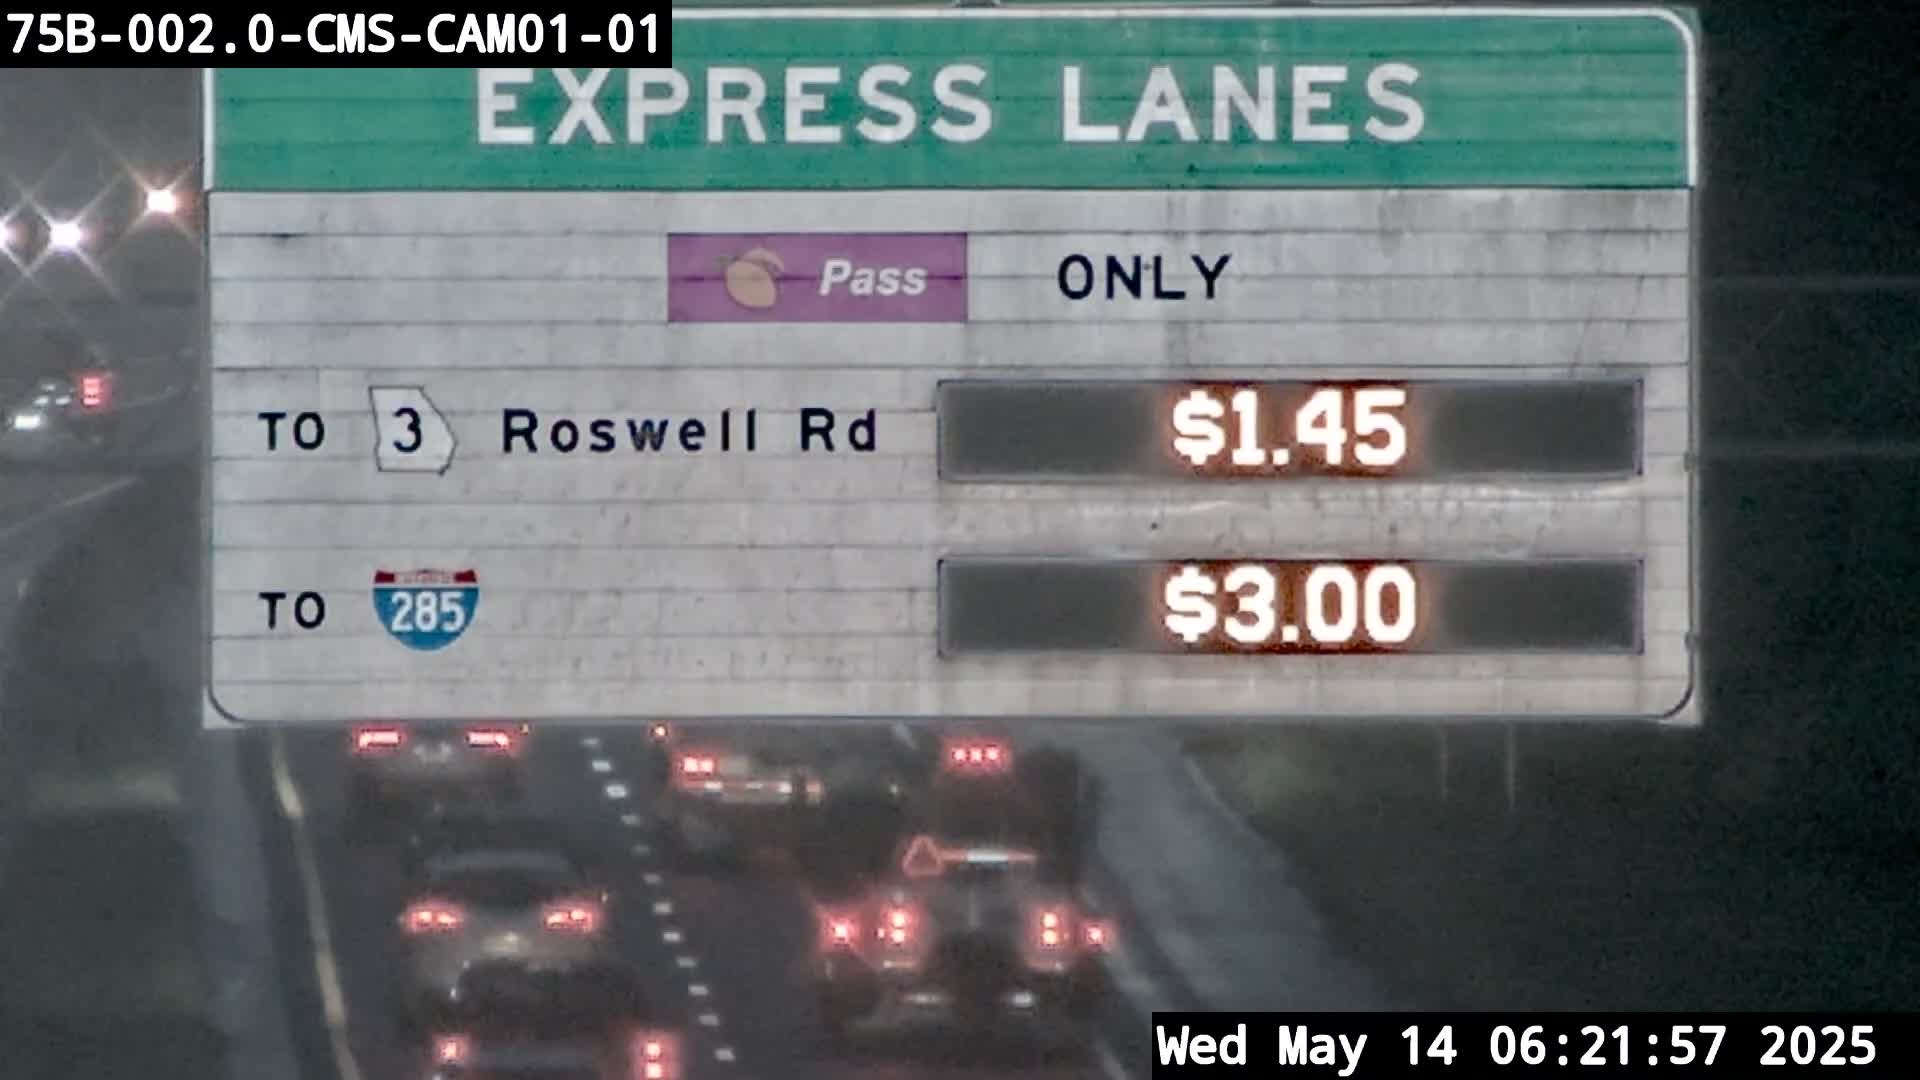 75B-002.0-CMS-CAM01-01
EXPRESS LANES
Pass ONLY
TO 3 Roswell Rd $1.45
TO 285 $3.00
Wed May 14 06:21:57 2025